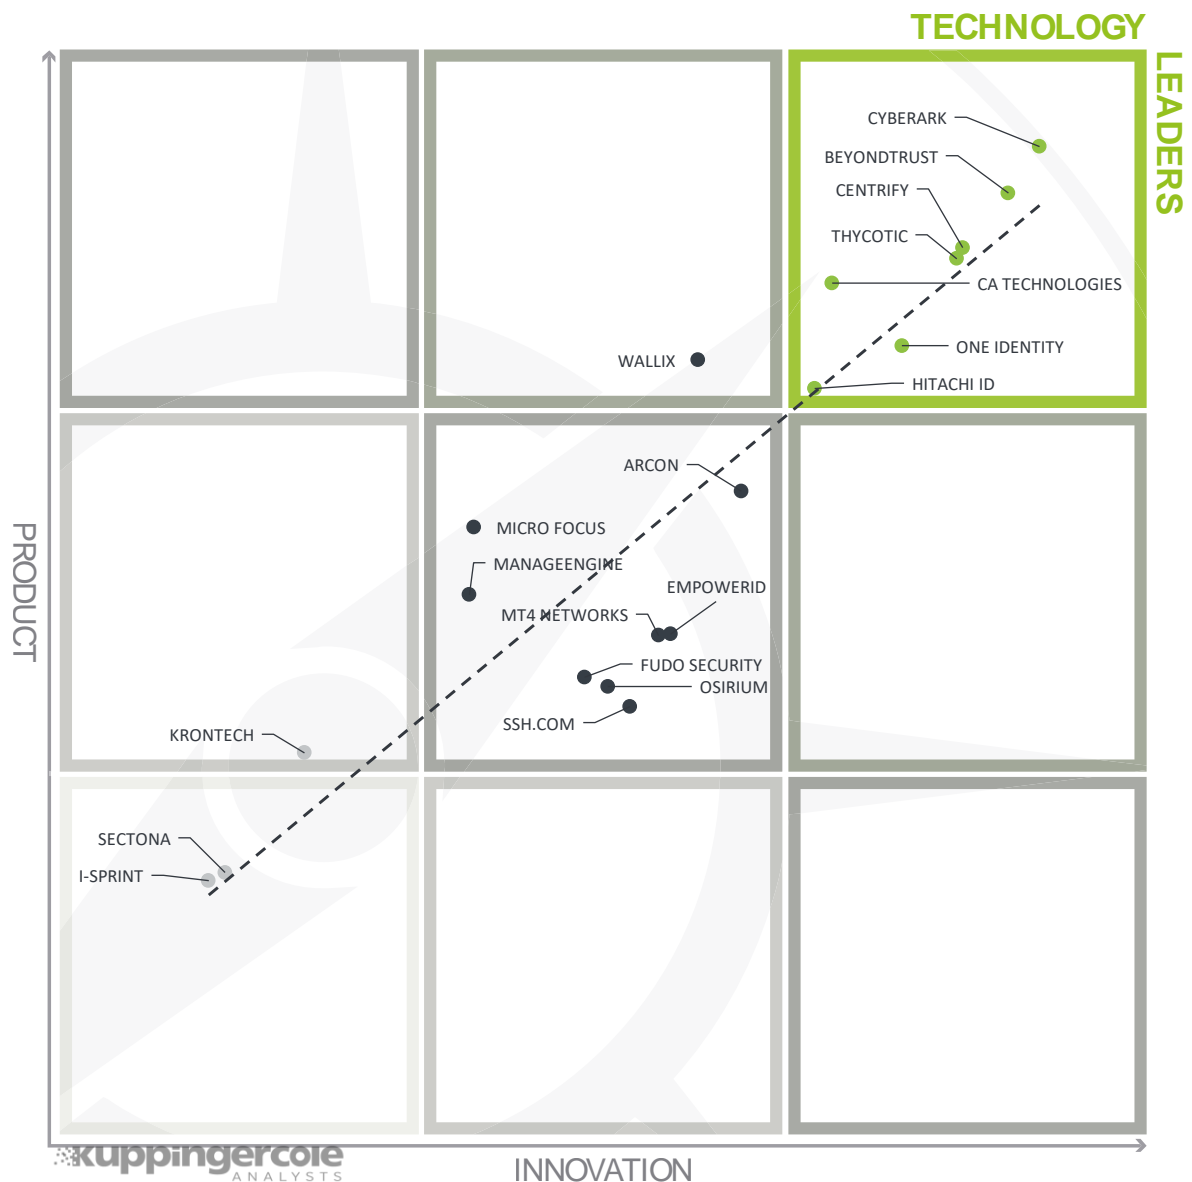 TECHNOLOGY
LEADERS
CYBERARK
BEYONDTRUST
CENTRIFY
THYCOTIC
CA TECHNOLOGIES
WALLIX
ONE IDENTITY
HITACHI ID
ARCON
MICRO FOCUS
MANAGEENGINE
EMPOWERID
MT4 NETWORKS
FUDO SECURITY
OSIRIUM
SSH.COM
KRONTECH
SECTONA
I-SPRINT
PRODUCT
INNOVATION
kuppingercole
ANALYSTS